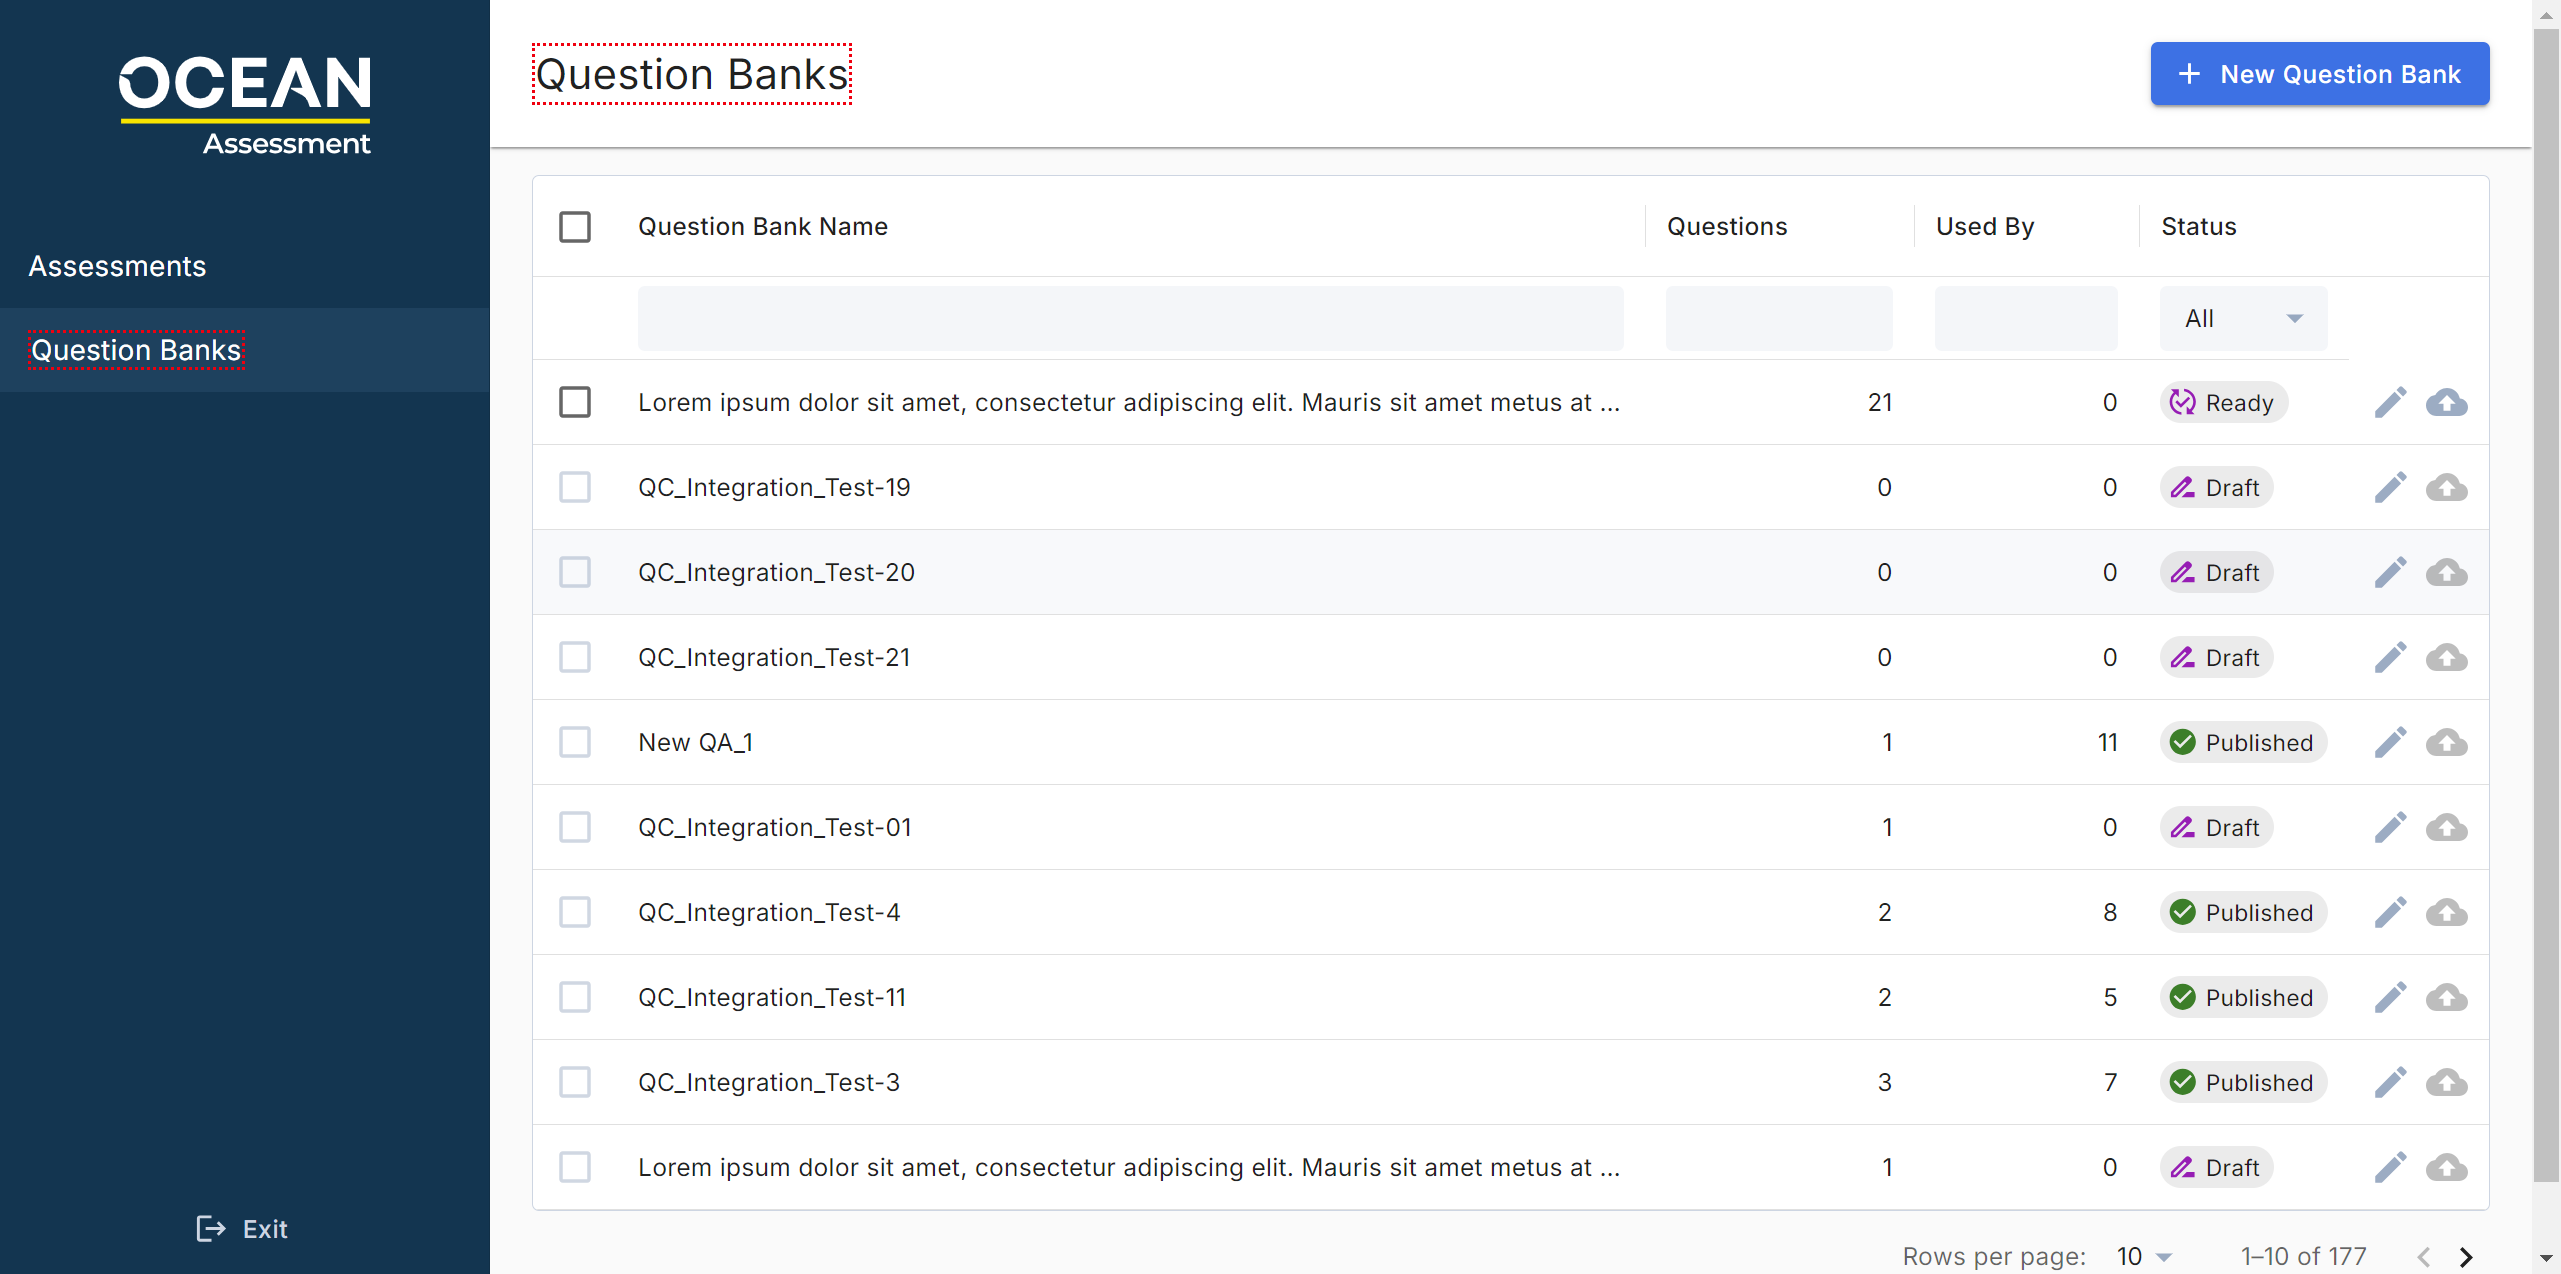 OCEAN
Assessment
Assessments
Question Banks
Exit
Question Banks
New Question Bank
Question Bank Name Questions Used By Status
All
Lorem ipsum dolor sit amet, consectetur adipiscing elit. Mauris sit amet metus at ... 21 0 Ready
QC_Integration_Test-19 0 0 Draft
QC_Integration_Test-20 0 0 Draft
QC_Integration_Test-21 0 0 Draft
New QA_1 1 11 Published
QC_Integration_Test-01 1 0 Draft
QC_Integration_Test-4 2 8 Published
QC_Integration_Test-11 2 5 Published
QC_Integration_Test-3 3 7 Published
Lorem ipsum dolor sit amet, consectetur adipiscing elit. Mauris sit amet metus at ... 1 0 Draft
Rows per page: 10 1–10 of 177